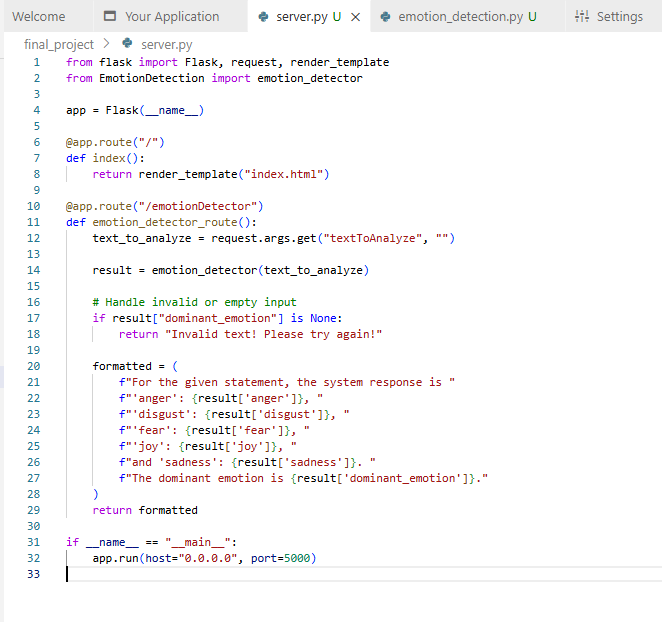 Welcome Your Application server.py U emotion_detection.py U Settings
final_project > server.py
1 from flask import Flask, request, render_template
2 from EmotionDetection import emotion_detector
3
4 app = Flask(__name__)
5
6 @app.route("/")
7 def index():
8     return render_template("index.html")
9
10 @app.route("/emotionDetector")
11 def emotion_detector_route():
12     text_to_analyze = request.args.get("textToAnalyze", "")
13
14     result = emotion_detector(text_to_analyze)
15
16     # Handle invalid or empty input
17     if result["dominant_emotion"] is None:
18         return "Invalid text! Please try again!"
19
20     formatted = (
21         f"For the given statement, the system response is "
22         f"'anger': {result['anger']}, "
23         f"'disgust': {result['disgust']}, "
24         f"'fear': {result['fear']}, "
25         f"'joy': {result['joy']}, "
26         f"and 'sadness': {result['sadness']}. "
27         f"The dominant emotion is {result['dominant_emotion']}."
28     )
29     return formatted
30
31 if __name__ == "__main__":
32     app.run(host="0.0.0.0", port=5000)
33